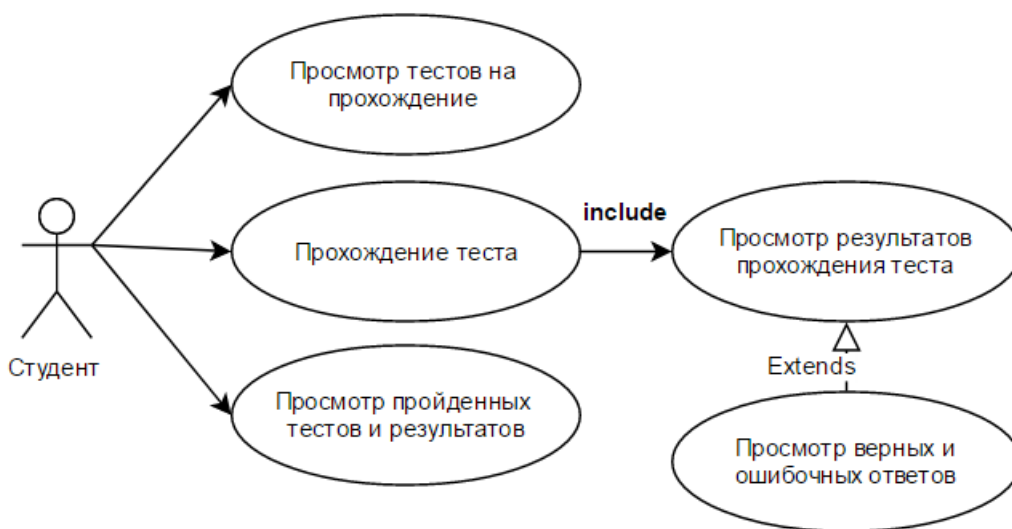 Просмотр тестов на
прохождение
Прохождение теста
include
Просмотр результатов
прохождения теста
Студент
Extends
Просмотр пройденных
тестов и результатов
Просмотр верных и
ошибочных ответов